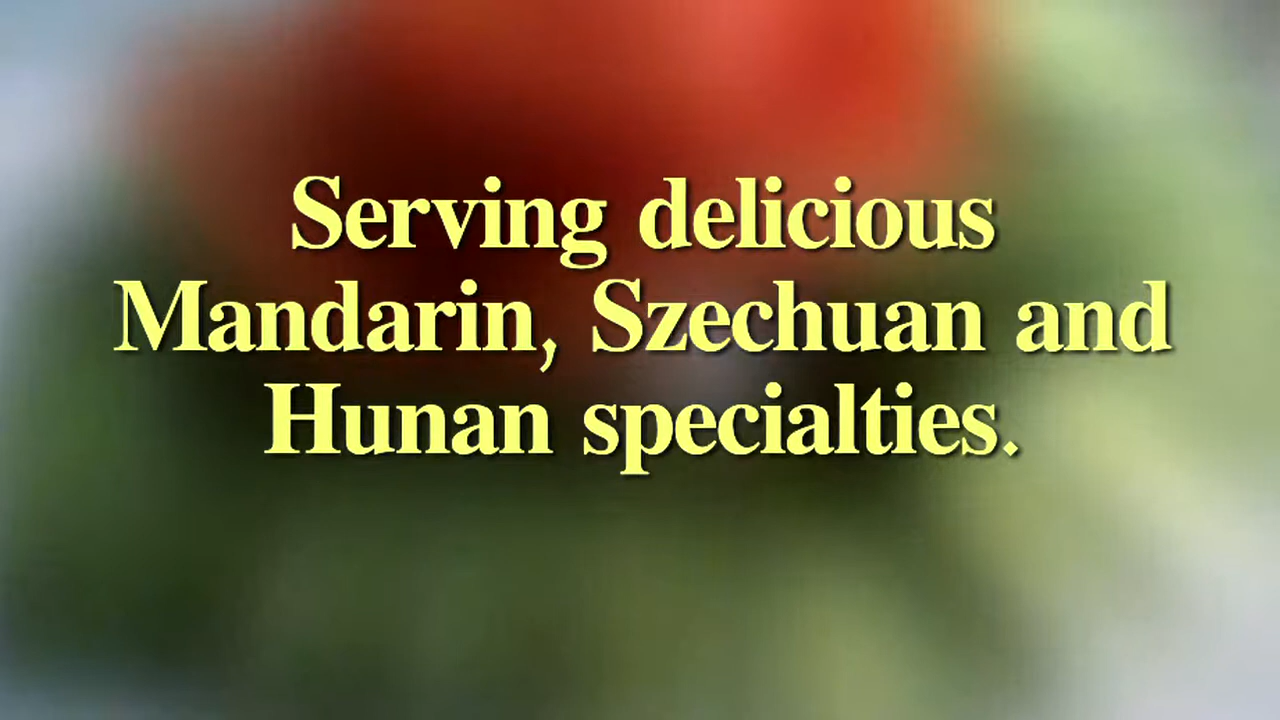 Serving delicious
Mandarin, Szechuan and
Hunan specialties.